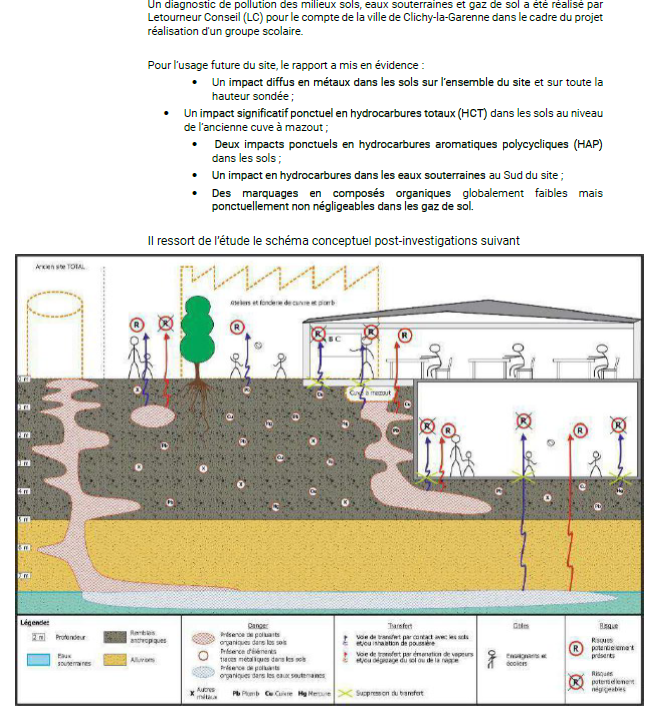 Un diagnostic de pollution des milieux sols, eaux souterraines et gaz de sol a été réalisé par
Letourneur Conseil (LC) pour le compte de la ville de Clichy-la-Garenne dans le cadre du projet
réalisation d'un groupe scolaire.
Pour l'usage future du site, le rapport a mis en évidence :
• Un impact diffus en métaux dans les sols sur l'ensemble du site et sur toute la
hauteur sondée ;
• Un impact significatif ponctuel en hydrocarbures totaux (HCT) dans les sols au niveau
de l'ancienne cuve à mazout ;
• Deux impacts ponctuels en hydrocarbures aromatiques polycycliques (HAP)
dans les sols ;
• Un impact en hydrocarbures dans les eaux souterraines au Sud du site ;
• Des marquages en composés organiques globalement faibles mais
ponctuellement non négligeables dans les gaz de sol.
Il ressort de l'étude le schéma conceptuel post-investigations suivant
Ancien site TOTAL
Ateliers et fonderie de cuivre et plomb
R R R R R R
B C
Cuve à mazout
R R R R R
Légende:
2 m Profondeur
Remblais
anthropiques
Eaux
souterraines
Alluvions
Danger
Présence de polluants
organiques dans les sols
Présence d'éléments
traces métalliques dans les sols
Présence de polluants
organiques dans les eaux souterraines
X Autres
métaux
Pb Plomb Cu Cuivre Hg Mercure
Transfert
Voie de transfert par contact avec les sols
et/ou inhalation de poussière
Voie de transfert par émanation de vapeurs
et/ou dégazage du sol ou de la nappe
Suppression du transfert
Cibles
Enseignants et
écoliers
Risque
R Risques
potentiellement
présents
R Risques
potentiellement
négligeables